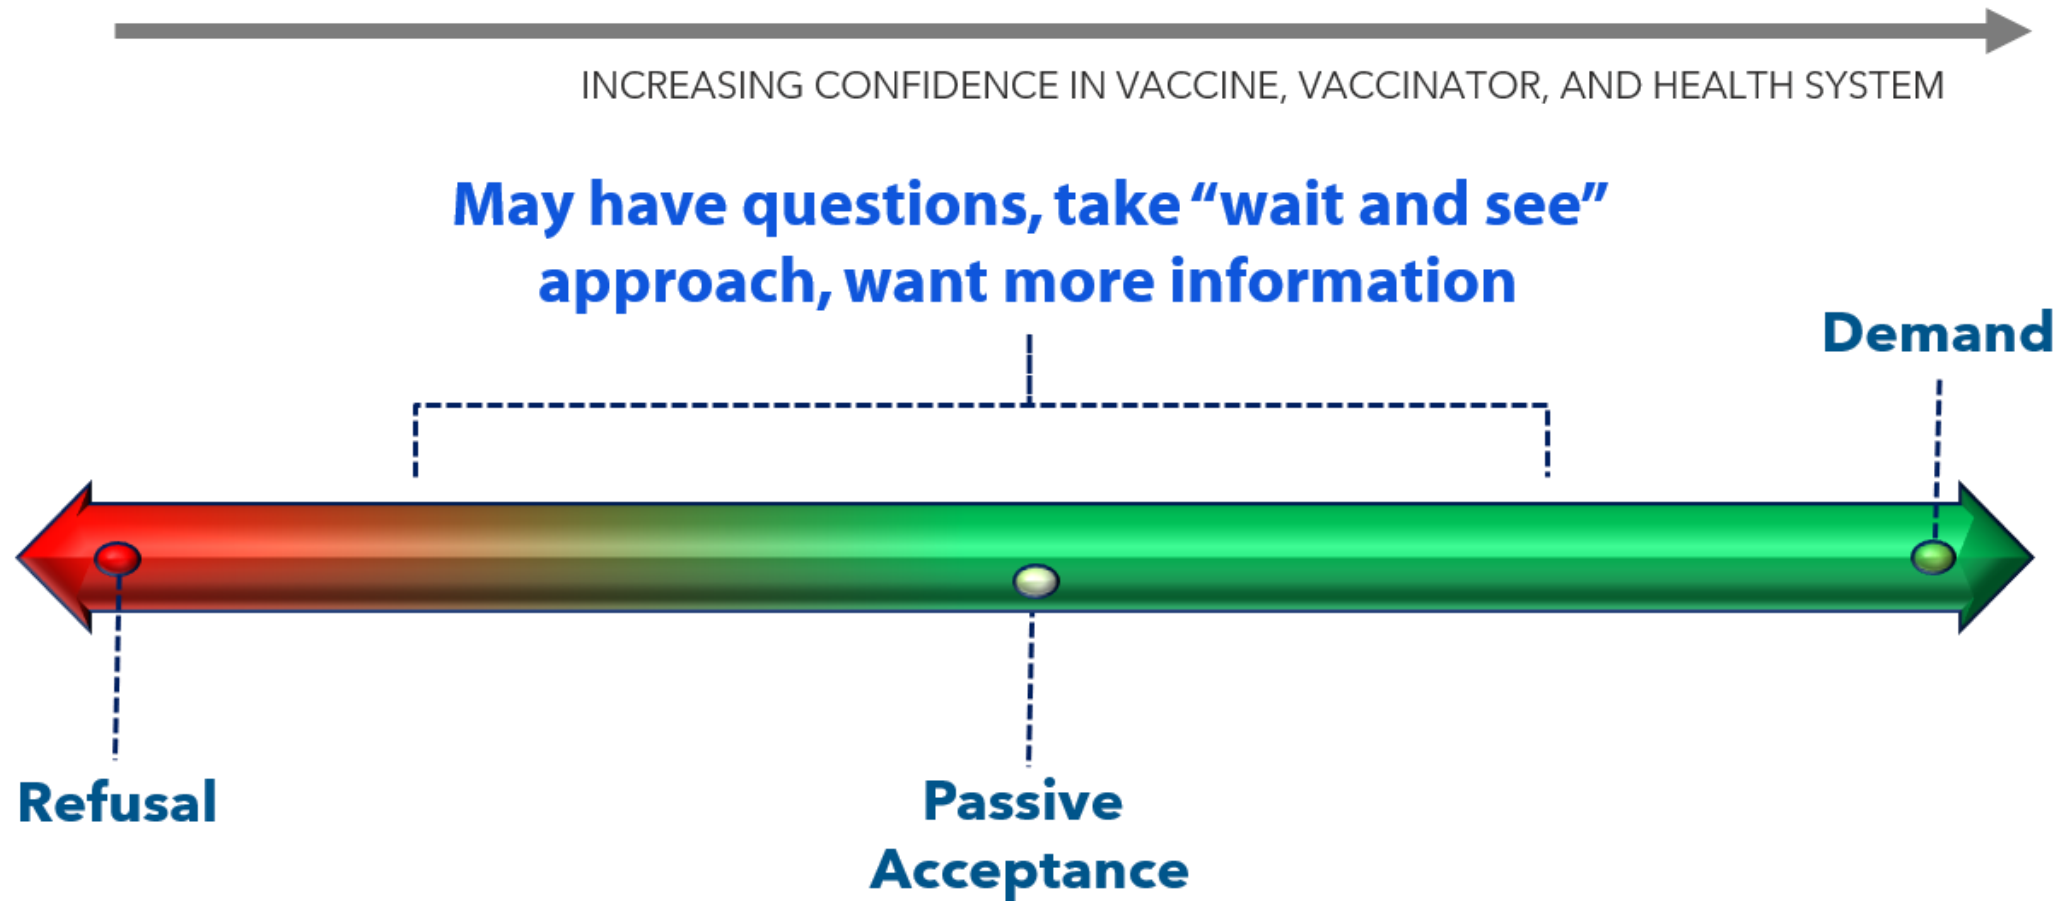 INCREASING CONFIDENCE IN VACCINE, VACCINATOR, AND HEALTH SYSTEM
May have questions, take “wait and see”
approach, want more information
Demand
Refusal
Passive
Acceptance